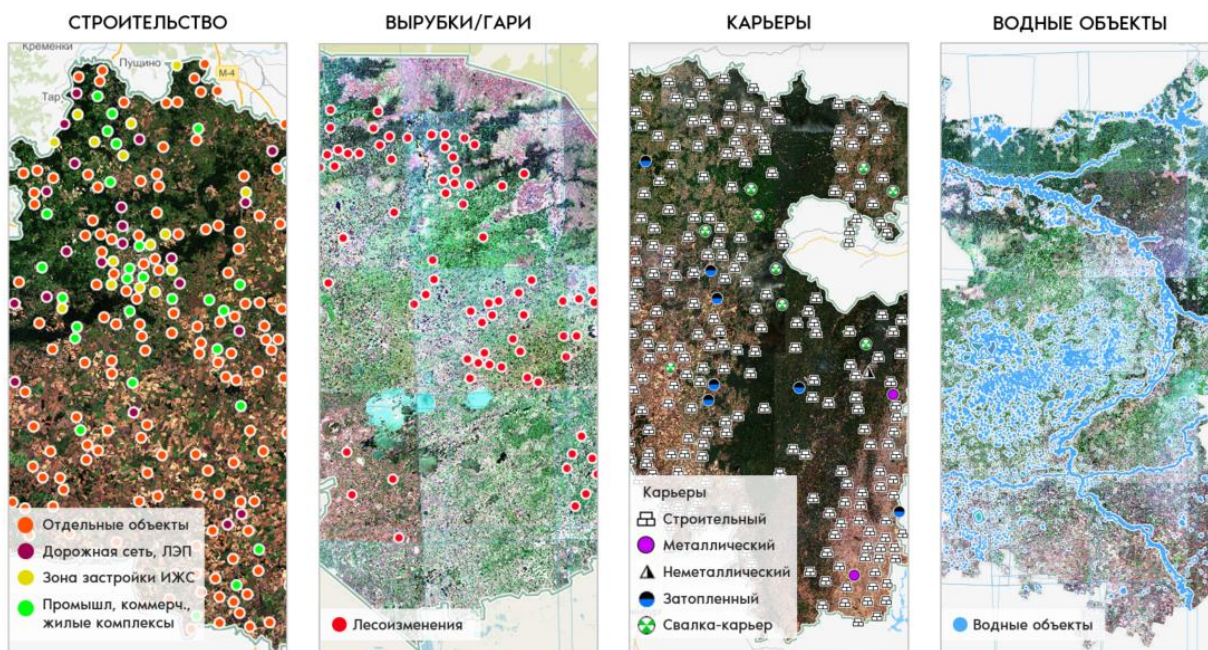 СТРОИТЕЛЬСТВО
ВЫРУБКИ/ГАРИ
КАРЬЕРЫ
ВОДНЫЕ ОБЪЕКТЫ
Кременки
Пущино
М-4
Тар
Отдельные объекты
Дорожная сеть, ЛЭП
Зона застройки ИЖС
Промышл, коммерч.,
жилые комплексы
Лесоизменения
Карьеры
Строительный
Металлический
Неметаллический
Затопленный
Свалка-карьер
Водные объекты